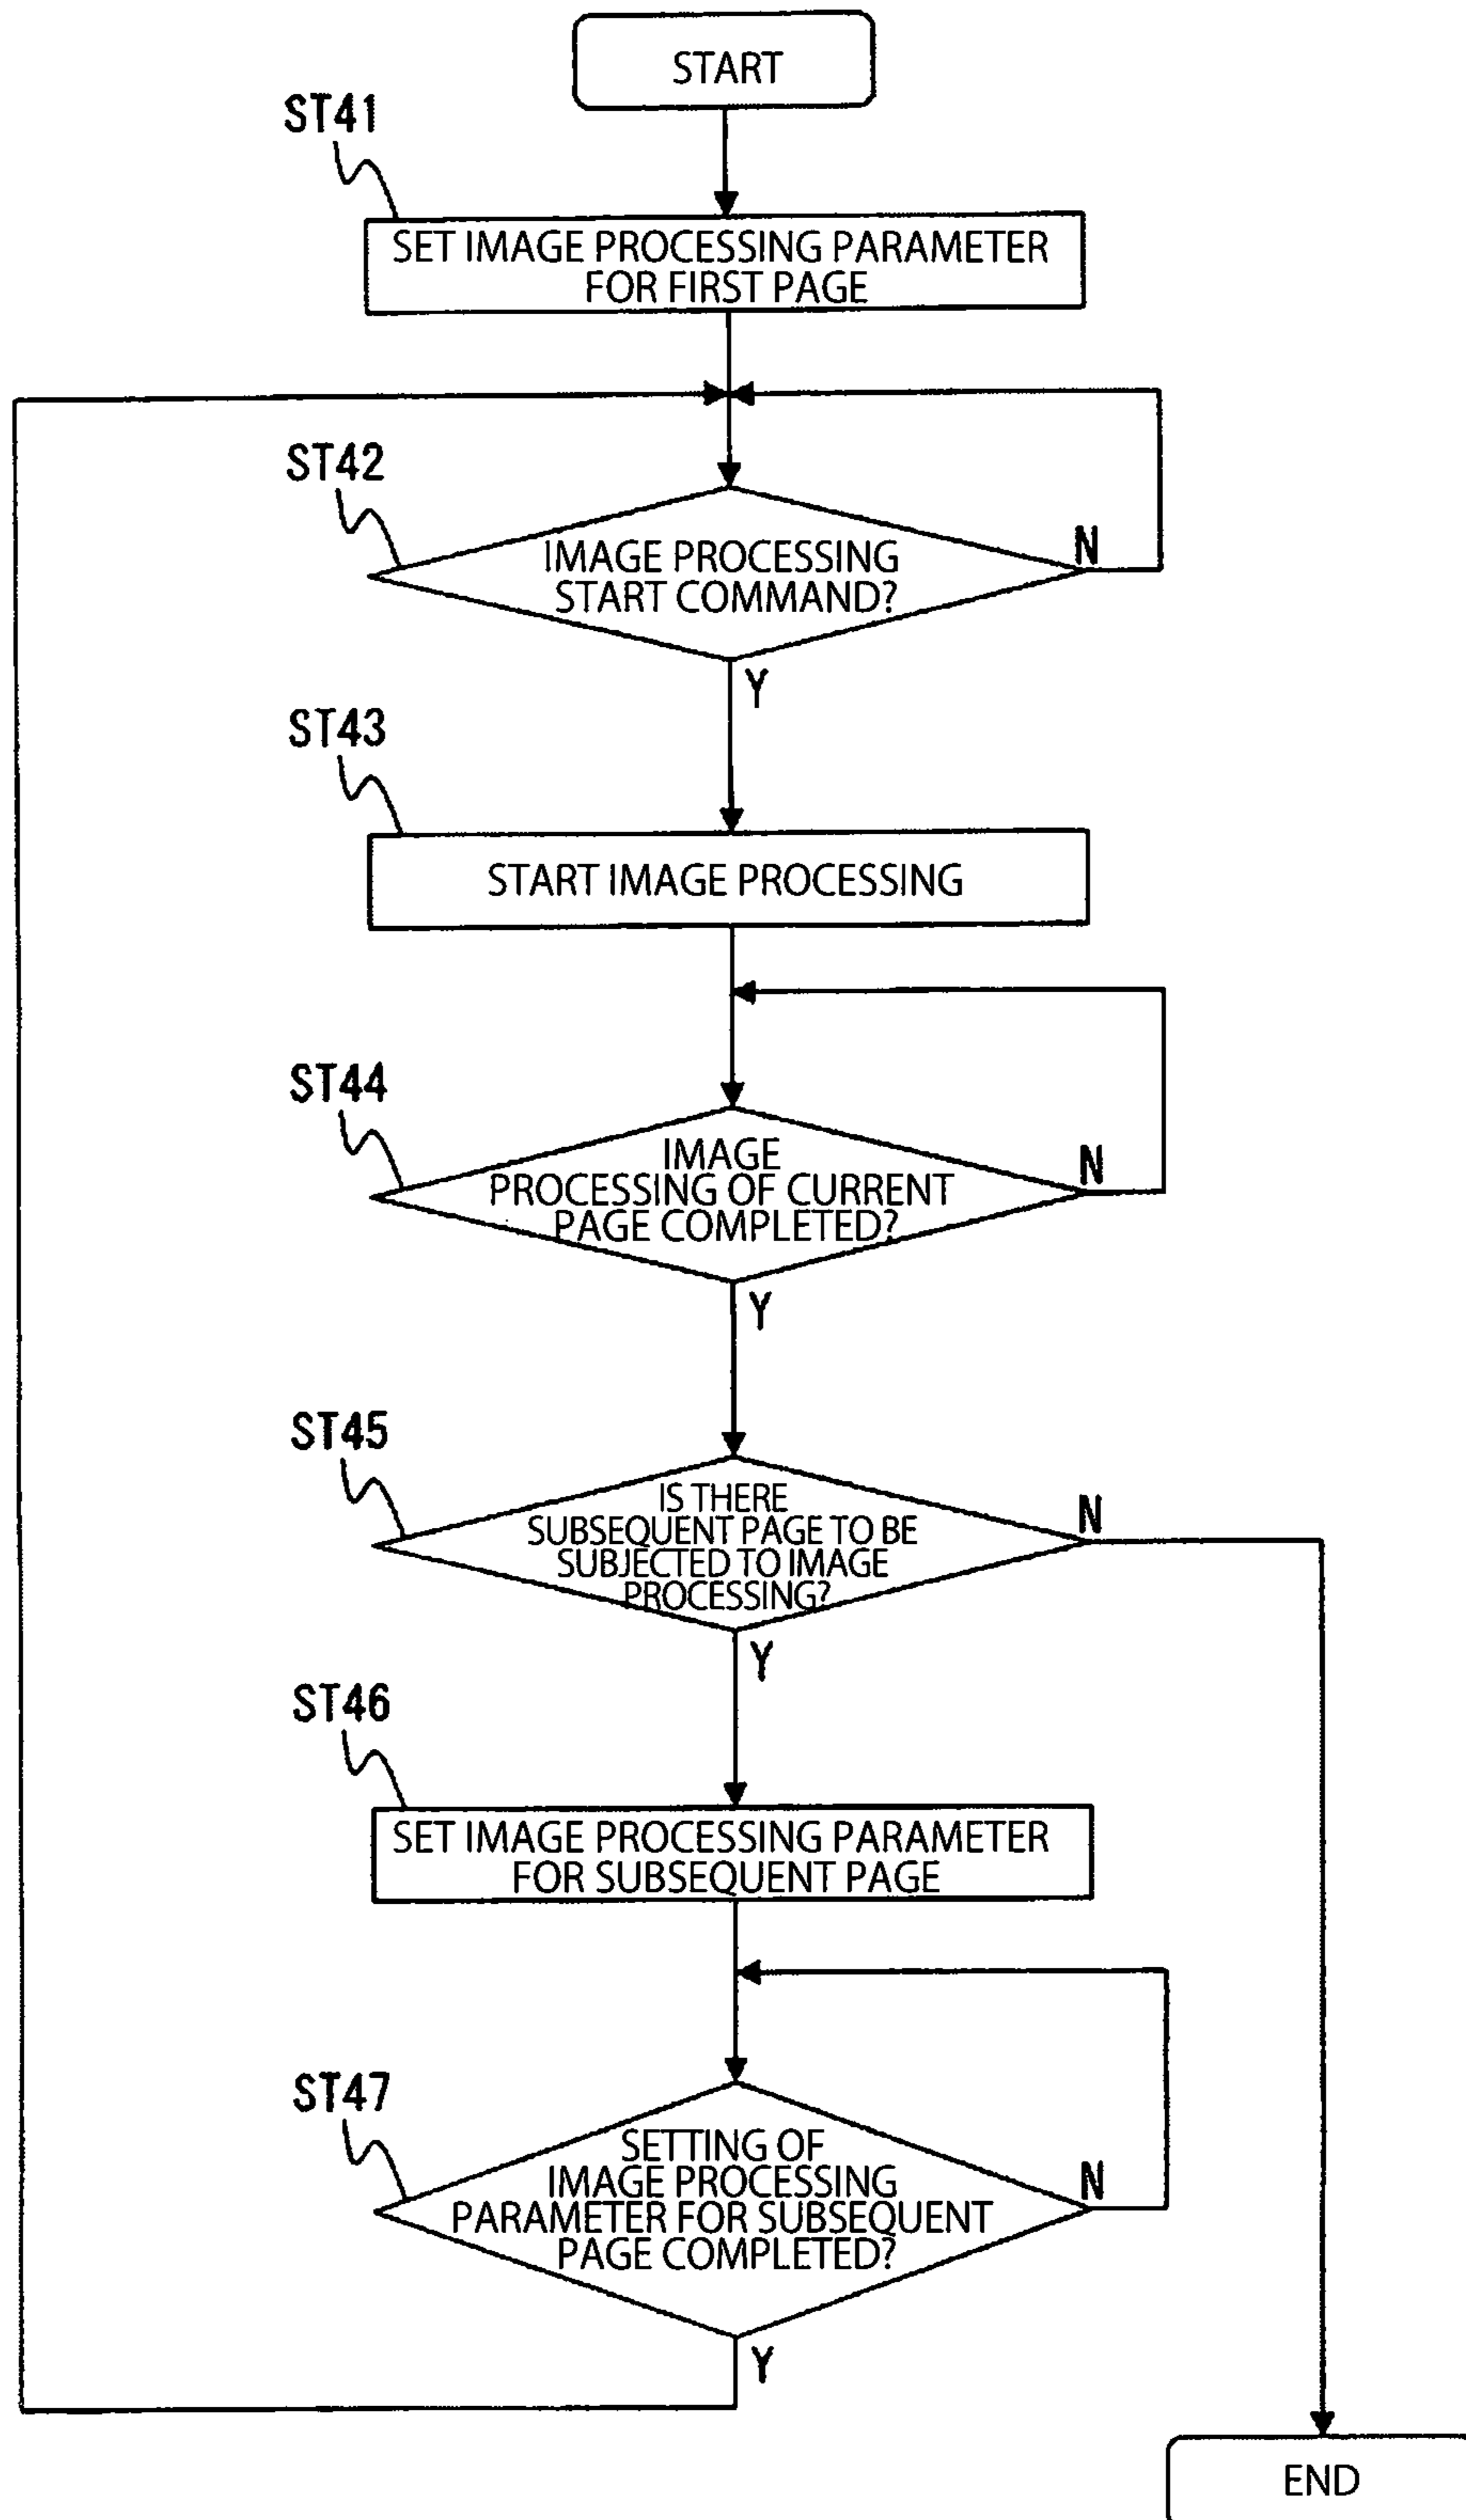 START
ST41
SET IMAGE PROCESSING PARAMETER
FOR FIRST PAGE
ST42
IMAGE PROCESSING
START COMMAND?
N
Y
ST43
START IMAGE PROCESSING
ST44
IMAGE
PROCESSING OF CURRENT
PAGE COMPLETED?
N
Y
ST45
IS THERE
SUBSEQUENT PAGE TO BE
SUBJECTED TO IMAGE
PROCESSING?
N
Y
ST46
SET IMAGE PROCESSING PARAMETER
FOR SUBSEQUENT PAGE
ST47
SETTING OF
IMAGE PROCESSING
PARAMETER FOR SUBSEQUENT
PAGE COMPLETED?
N
Y
END